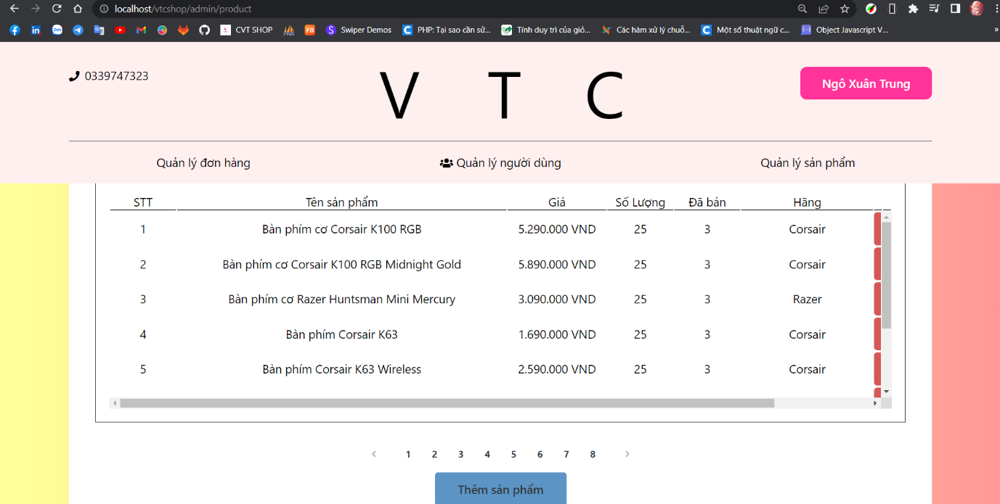 localhost/vtcshop/admin/product
CVT SHOP
F8
Swiper Demos
PHP: Tại sao cần sử...
Tính duy trì của giỏ...
Các hàm xử lý chuỗ...
Một số thuật ngữ c...
Object Javascript V...
0339747323
V T C
Ngô Xuân Trung
Quản lý đơn hàng
Quản lý người dùng
Quản lý sản phẩm
STT Tên sản phẩm Giá Số Lượng Đã bán Hãng
1 Bàn phím cơ Corsair K100 RGB 5.290.000 VND 25 3 Corsair
2 Bàn phím cơ Corsair K100 RGB Midnight Gold 5.890.000 VND 25 3 Corsair
3 Bàn phím cơ Razer Huntsman Mini Mercury 3.090.000 VND 25 3 Razer
4 Bàn phím Corsair K63 1.690.000 VND 25 3 Corsair
5 Bàn phím Corsair K63 Wireless 2.590.000 VND 25 3 Corsair
1 2 3 4 5 6 7 8
Thêm sản phẩm